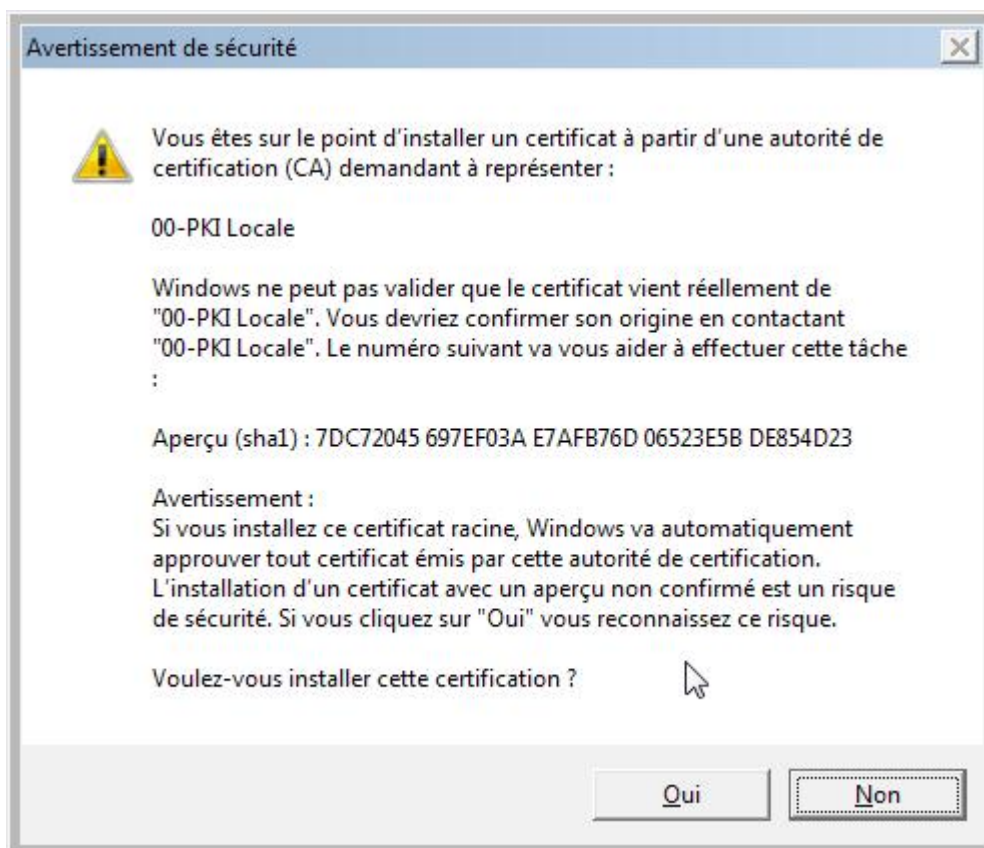 Avertissement de sécurité
Vous êtes sur le point d'installer un certificat à partir d'une autorité de
certification (CA) demandant à représenter :
00-PKI Locale
Windows ne peut pas valider que le certificat vient réellement de
"00-PKI Locale". Vous devriez confirmer son origine en contactant
"00-PKI Locale". Le numéro suivant va vous aider à effectuer cette tâche
:
Aperçu (sha1) : 7DC72045 697EF03A E7AFB76D 06523E5B DE854D23
Avertissement :
Si vous installez ce certificat racine, Windows va automatiquement
approuver tout certificat émis par cette autorité de certification.
L'installation d'un certificat avec un aperçu non confirmé est un risque
de sécurité. Si vous cliquez sur "Oui" vous reconnaissez ce risque.
Voulez-vous installer cette certification ?
Oui Non